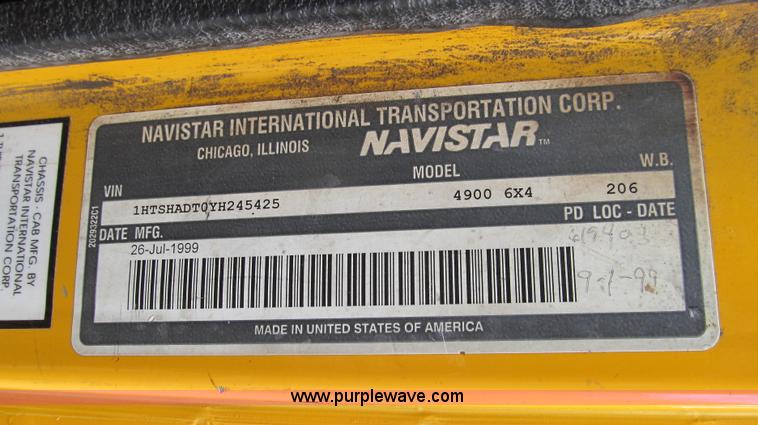 NAVISTAR INTERNATIONAL TRANSPORTATION CORP.
CHICAGO, ILLINOIS NAVISTAR TM
VIN MODEL W.B.
1HTSHADT0YH245425 4900 6X4 206
DATE MFG. PD LOC - DATE
26-Jul-1999
9-1-99
MADE IN UNITED STATES OF AMERICA
CHASSIS - CAB MFG. BY
NAVISTAR INTERNATIONAL
TRANSPORTATION CORP.
www.purplewave.com